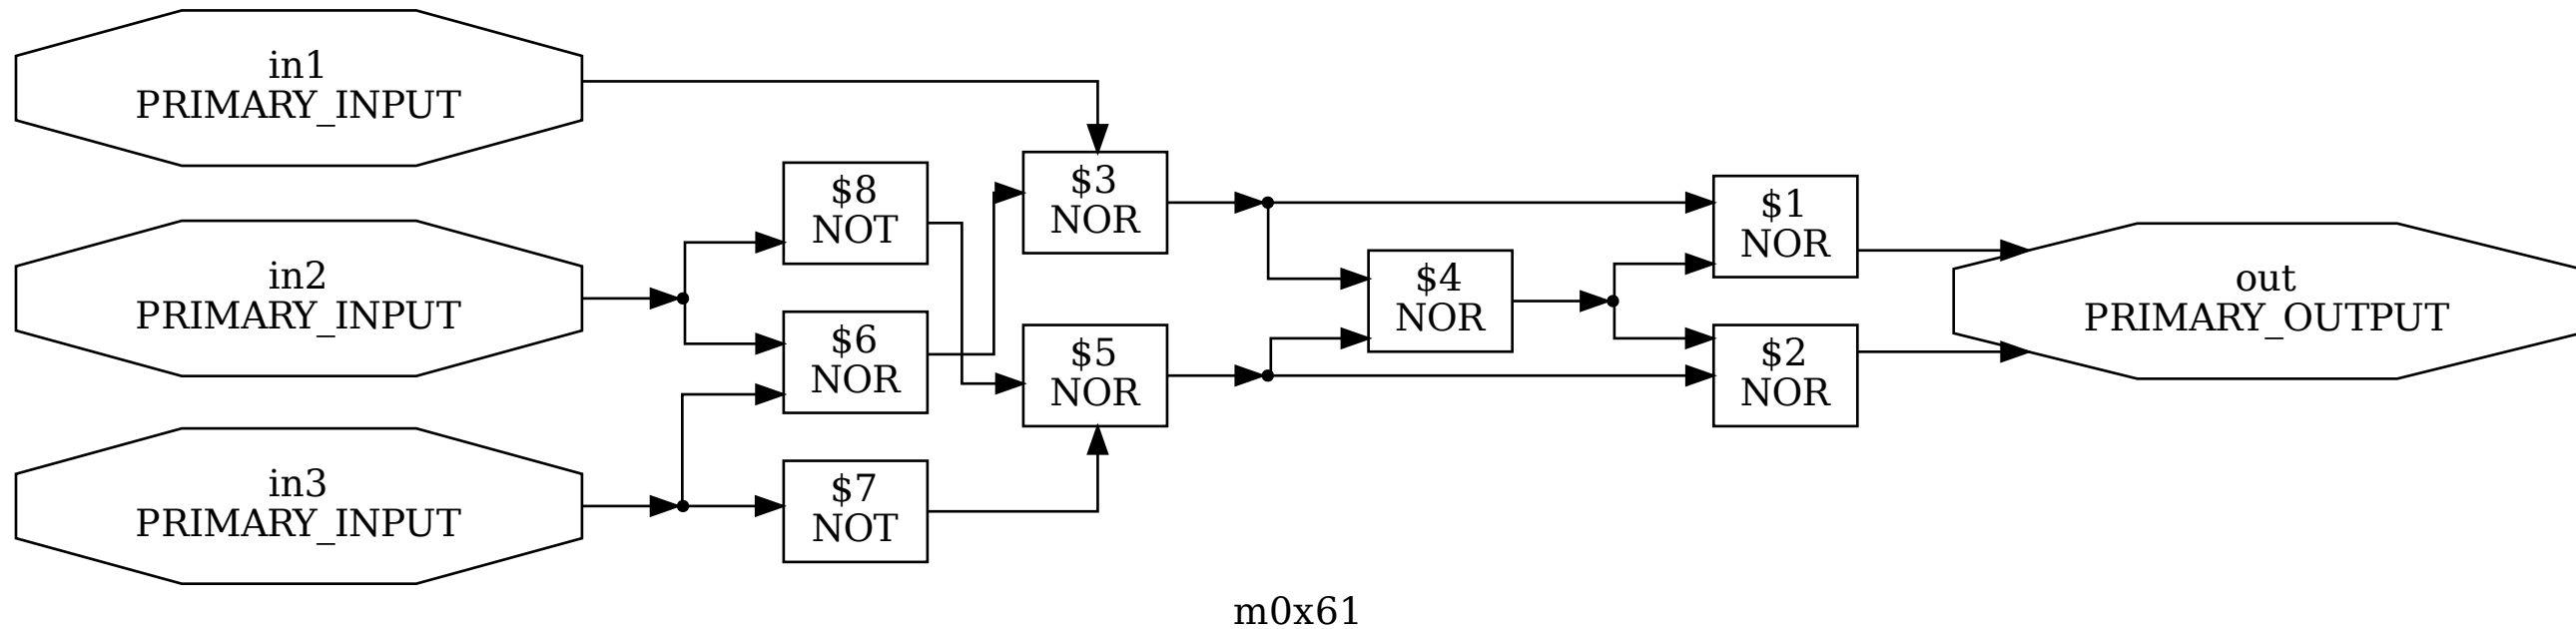 in1
PRIMARY_INPUT
in2
PRIMARY_INPUT
in3
PRIMARY_INPUT
$8
NOT
$6
NOR
$7
NOT
$3
NOR
$5
NOR
$4
NOR
$1
NOR
$2
NOR
out
PRIMARY_OUTPUT
m0x61